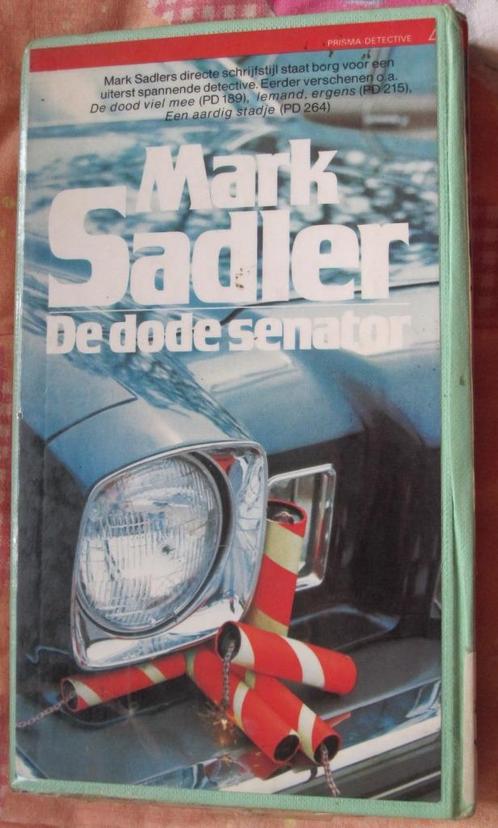 PRISMA-DETECTIVE
Mark Sadlers directe schrijfstijl staat borg voor een
uiterst spannende detective. Eerder verschenen o.a.
De dood viel mee (PD 189), Iemand, ergens (PD 215),
Een aardig stadje (PD 264)
Mark
Sadler
De dode senator